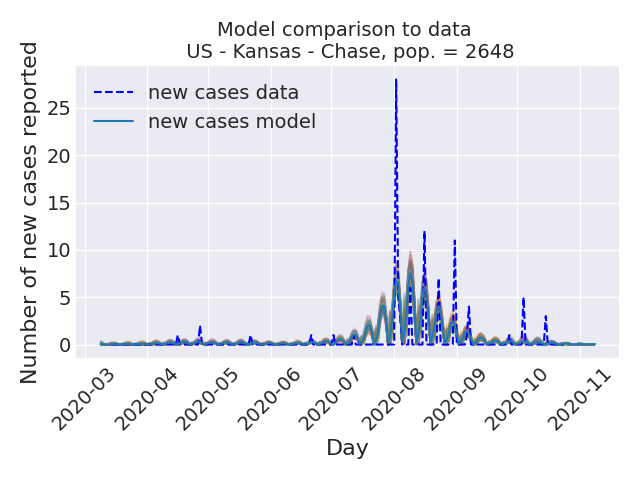 Model comparison to data
US - Kansas - Chase, pop. = 2648
Number of new cases reported
25
20
15
10
5
0
new cases data
new cases model
2020-03
2020-04
2020-05
2020-06
2020-07
2020-08
2020-09
2020-10
2020-11
Day